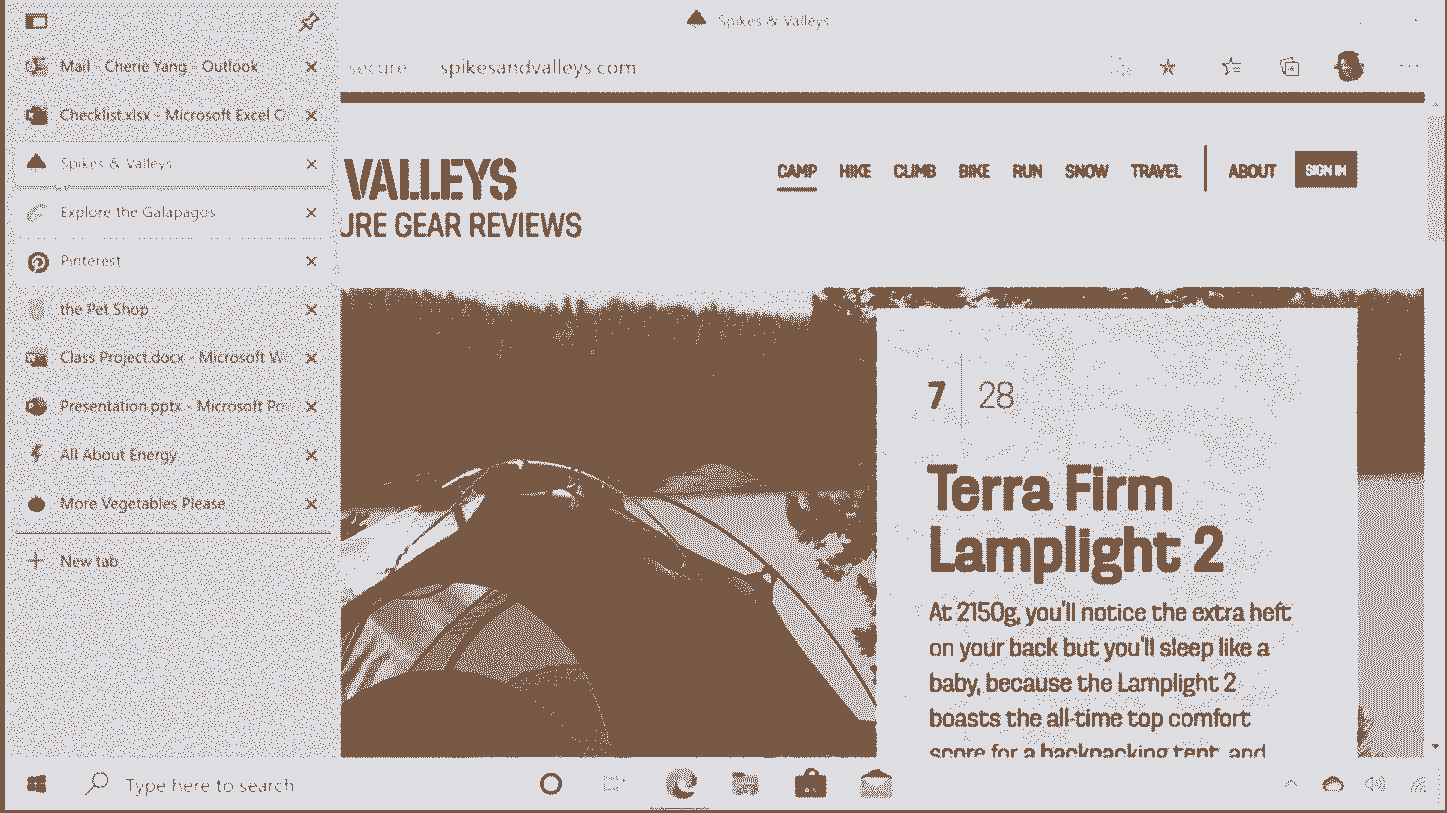 Spikes & Valleys
Mail - Cherie Yang - Outlook
secure
spikesandvalleys.com
Checklist.xlsx - Microsoft Excel O
Spikes & Valleys
Explore the Galapagos
Pinterest
the Pet Shop
Class Project.docx - Microsoft W
Presentation.pptx - Microsoft Po
All About Energy
More Vegetables Please
New tab
VALLEYS
URE GEAR REVIEWS
CAMP HIKE CLIMB BIKE RUN SNOW TRAVEL ABOUT SIGN IN
7 28
Terra Firm
Lamplight 2
At 2150g, you'll notice the extra heft
on your back but you'll sleep like a
baby, because the Lamplight 2
boasts the all-time top comfort
score for a backpacking tent, and
Type here to search